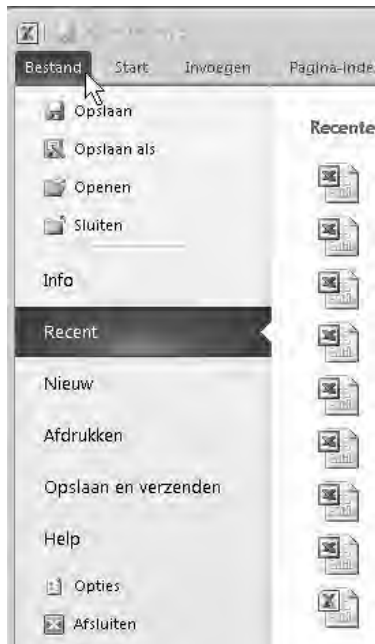 Bestand Start Invoegen Pagina-inde
Opslaan
Opslaan als
Openen
Sluiten
Info
Recent
Nieuw
Afdrukken
Opslaan en verzenden
Help
Opties
Afsluiten
Recente